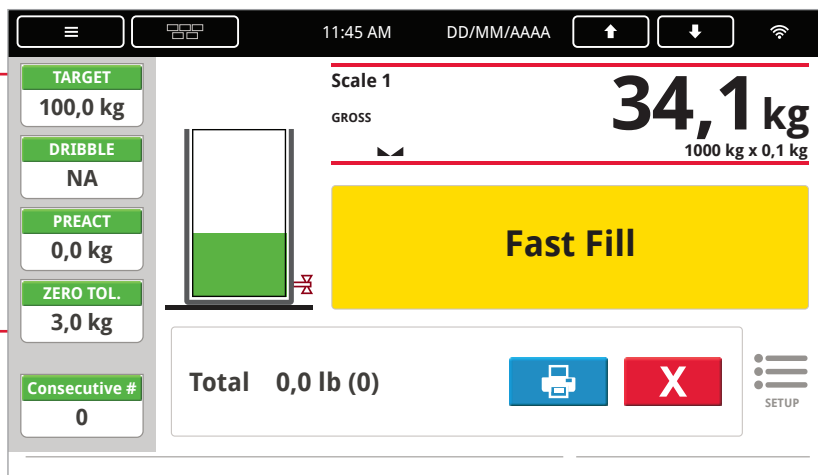 11:45 AM DD/MM/AAAA
TARGET
100,0 kg
DRIBBLE
NA
PREACT
0,0 kg
ZERO TOL.
3,0 kg
Consecutive #
0
Scale 1
GROSS
34,1 kg
1000 kg x 0,1 kg
Fast Fill
Total 0,0 lb (0)
X
SETUP